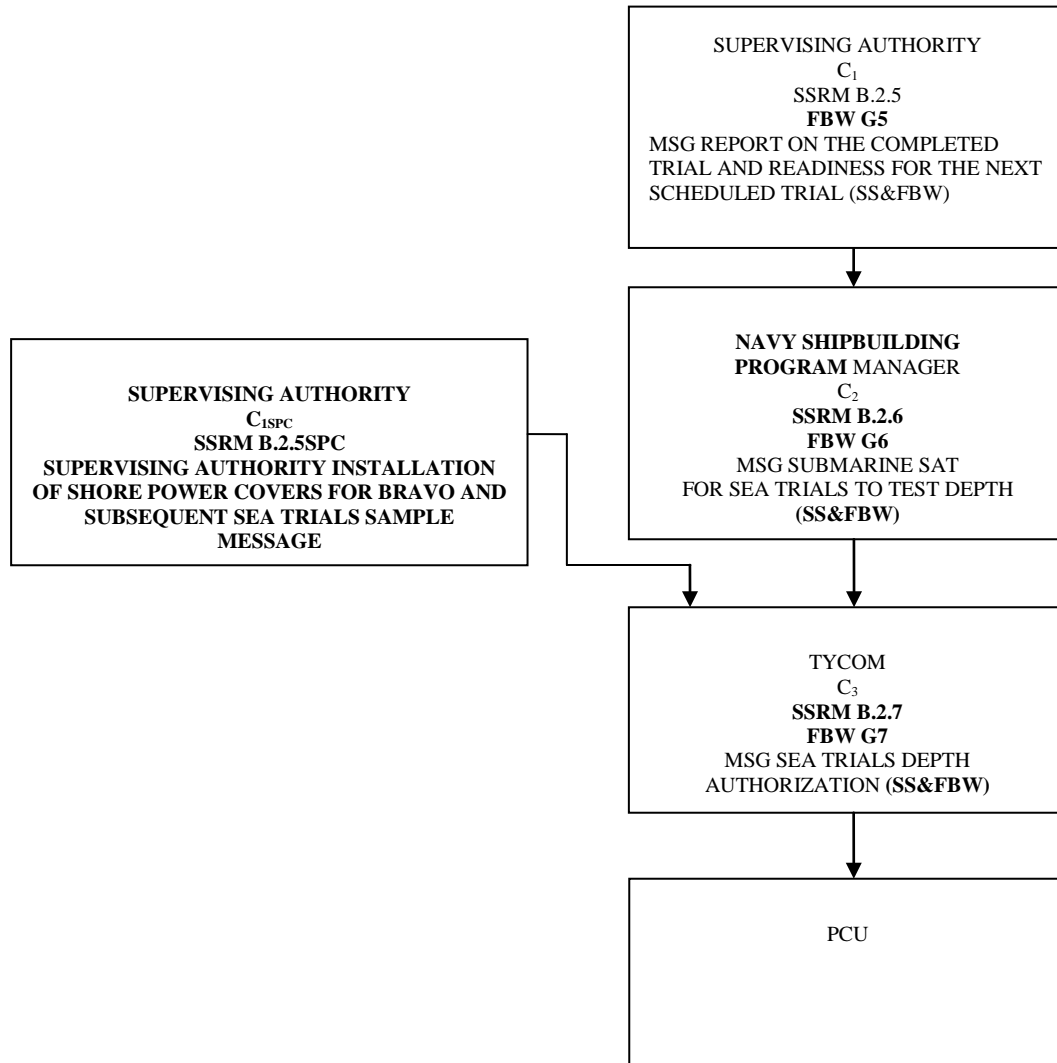 SUPERVISING AUTHORITY
C₁
SSRM B.2.5
FBW G5
MSG REPORT ON THE COMPLETED
TRIAL AND READINESS FOR THE NEXT
SCHEDULED TRIAL (SS&FBW)
NAVY SHIPBUILDING
PROGRAM MANAGER
C₂
SSRM B.2.6
FBW G6
MSG SUBMARINE SAT
FOR SEA TRIALS TO TEST DEPTH
(SS&FBW)
SUPERVISING AUTHORITY
C1SPC
SSRM B.2.5SPC
SUPERVISING AUTHORITY INSTALLATION
OF SHORE POWER COVERS FOR BRAVO AND
SUBSEQUENT SEA TRIALS SAMPLE
MESSAGE
TYCOM
C₃
SSRM B.2.7
FBW G7
MSG SEA TRIALS DEPTH
AUTHORIZATION (SS&FBW)
PCU